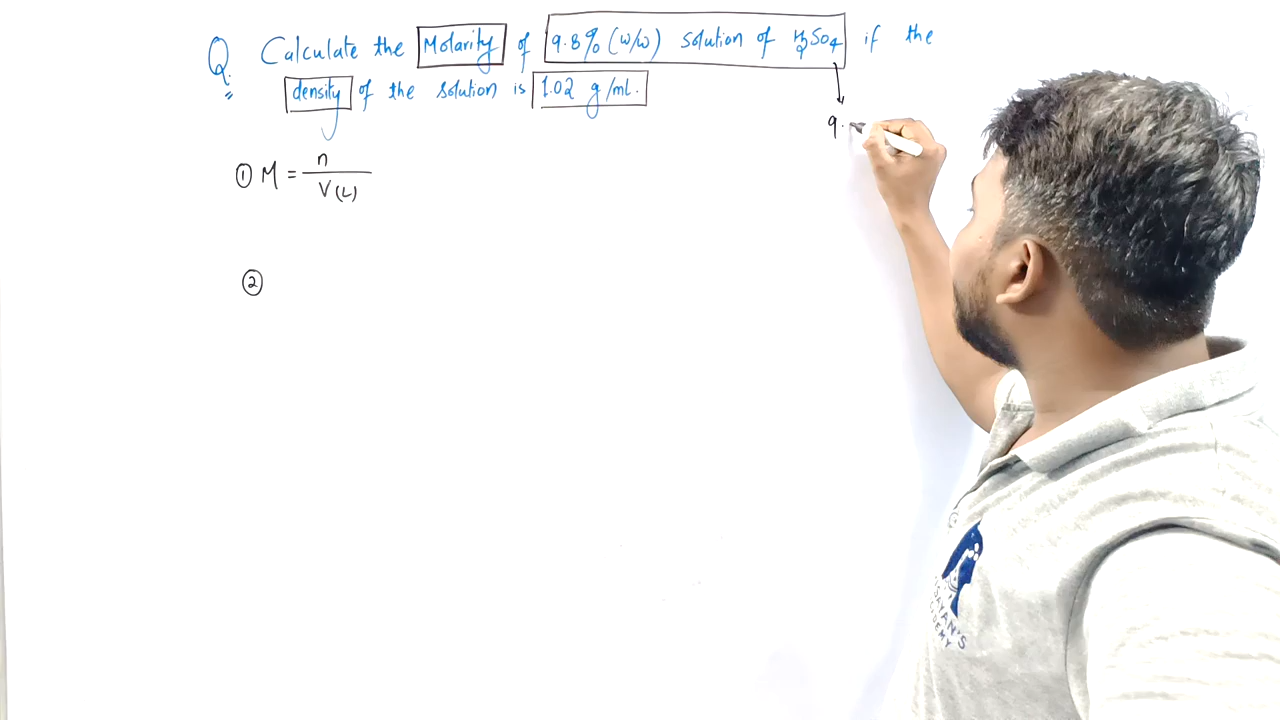 Q. Calculate the Molarity of 9.8% (w/w) solution of H2SO4 if the
density of the solution is 1.02 g/ml.
9.
① M = n
V(L)
②